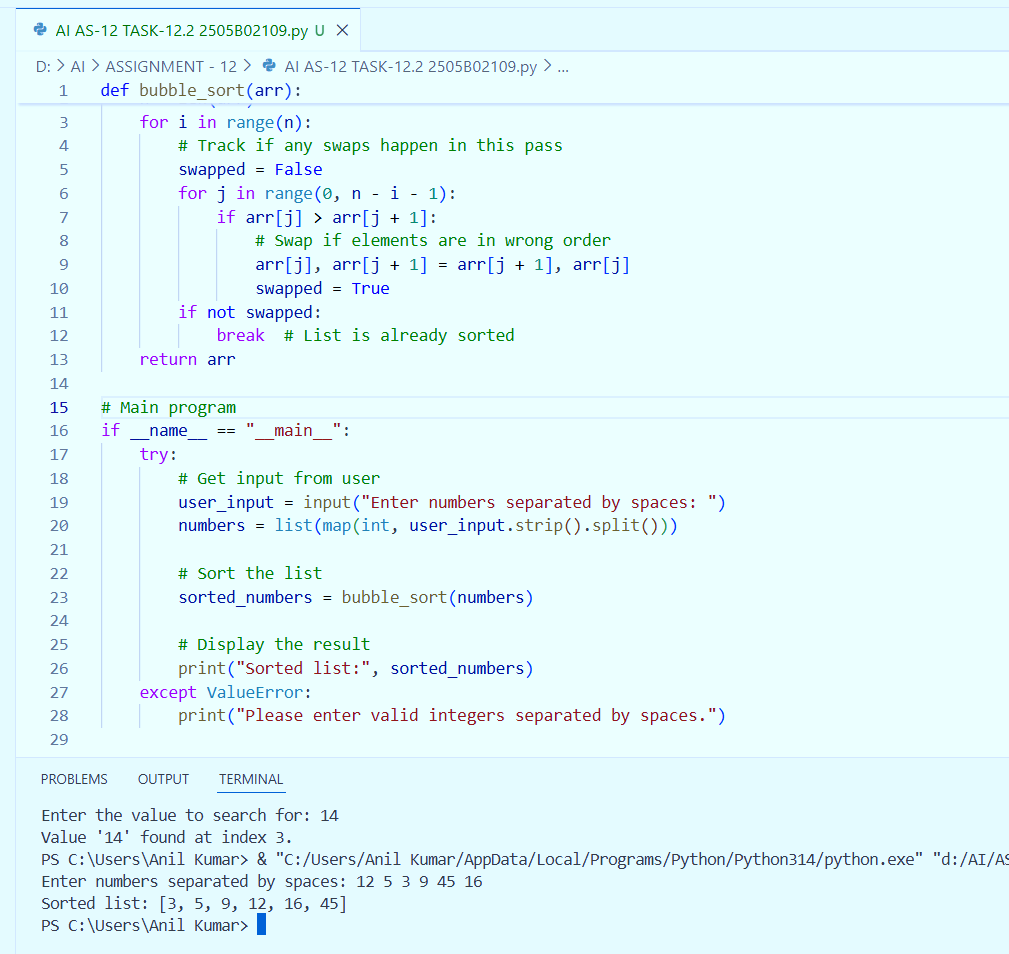 AI AS-12 TASK-12.2 2505B02109.py U
D: > AI > ASSIGNMENT - 12 > AI AS-12 TASK-12.2 2505B02109.py > ...
1 def bubble_sort(arr):
3     for i in range(n):
4         # Track if any swaps happen in this pass
5         swapped = False
6         for j in range(0, n - i - 1):
7             if arr[j] > arr[j + 1]:
8                 # Swap if elements are in wrong order
9                 arr[j], arr[j + 1] = arr[j + 1], arr[j]
10                 swapped = True
11         if not swapped:
12             break  # List is already sorted
13     return arr
14
15 # Main program
16 if __name__ == "__main__":
17     try:
18         # Get input from user
19         user_input = input("Enter numbers separated by spaces: ")
20         numbers = list(map(int, user_input.strip().split()))
21
22         # Sort the list
23         sorted_numbers = bubble_sort(numbers)
24
25         # Display the result
26         print("Sorted list:", sorted_numbers)
27     except ValueError:
28         print("Please enter valid integers separated by spaces.")
29
PROBLEMS OUTPUT TERMINAL
Enter the value to search for: 14
Value '14' found at index 3.
PS C:\Users\Anil Kumar> & "C:/Users/Anil Kumar/AppData/Local/Programs/Python/Python314/python.exe" "d:/AI/AS
Enter numbers separated by spaces: 12 5 3 9 45 16
Sorted list: [3, 5, 9, 12, 16, 45]
PS C:\Users\Anil Kumar>